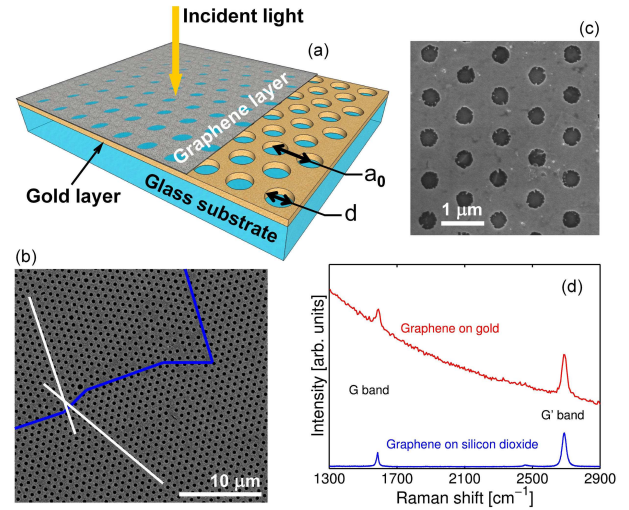 Incident light
(a)
Graphene layer
Gold layer
Glass substrate
a0
d
(c)
1 μm
(b)
10 μm
(d)
Intensity [arb. units]
Graphene on gold
G band
G' band
Graphene on silicon dioxide
1300 1700 2100 2500 2900
Raman shift [cm⁻¹]